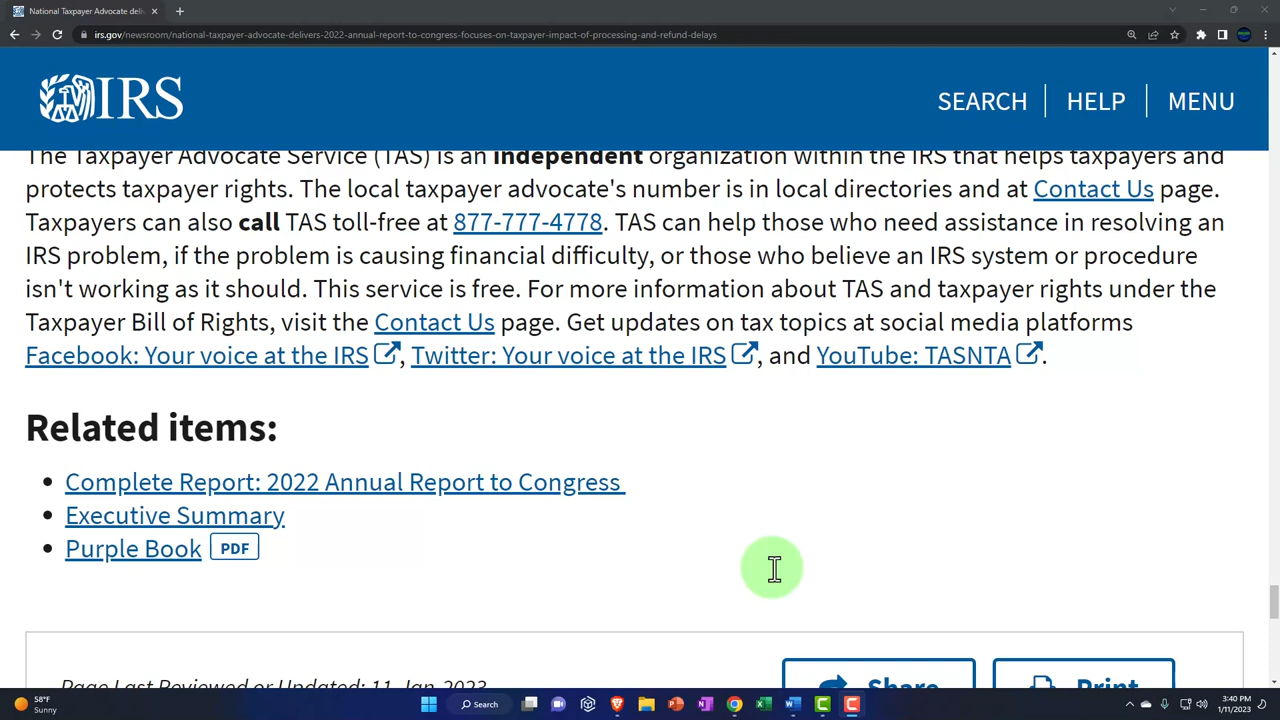 National Taxpayer Advocate deliv
irs.gov/newsroom/national-taxpayer-advocate-delivers-2022-annual-report-to-congress-focuses-on-taxpayer-impact-of-processing-and-refund-delays
IRS
SEARCH HELP MENU
The Taxpayer Advocate Service (TAS) is an independent organization within the IRS that helps taxpayers and
protects taxpayer rights. The local taxpayer advocate's number is in local directories and at Contact Us page.
Taxpayers can also call TAS toll-free at 877-777-4778. TAS can help those who need assistance in resolving an
IRS problem, if the problem is causing financial difficulty, or those who believe an IRS system or procedure
isn't working as it should. This service is free. For more information about TAS and taxpayer rights under the
Taxpayer Bill of Rights, visit the Contact Us page. Get updates on tax topics at social media platforms
Facebook: Your voice at the IRS, Twitter: Your voice at the IRS, and YouTube: TASNTA.
Related items:
• Complete Report: 2022 Annual Report to Congress
• Executive Summary
• Purple Book PDF
Page Last Reviewed or Updated: 11-Jan-2023
Share Print
58°F
Sunny
Search
3:40 PM
1/11/2023